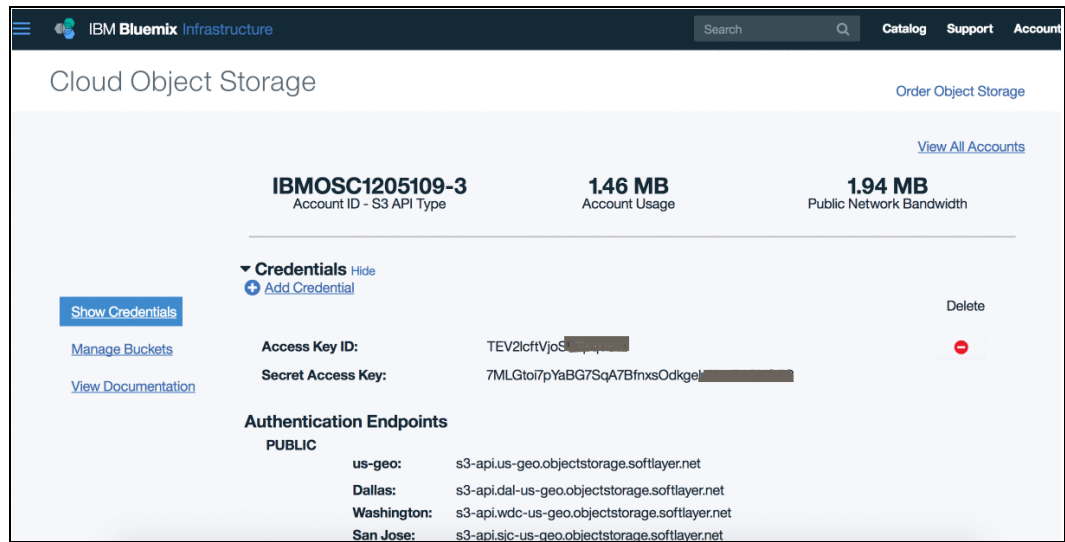 IBM Bluemix Infrastructure
Search
Catalog Support Account
Cloud Object Storage
Order Object Storage
View All Accounts
IBMOSC1205109-3 1.46 MB 1.94 MB
Account ID - S3 API Type Account Usage Public Network Bandwidth
Credentials Hide
Add Credential
Delete
Show Credentials
Manage Buckets
View Documentation
Access Key ID:
Secret Access Key:
Authentication Endpoints
PUBLIC
us-geo: s3-api.us-geo.objectstorage.softlayer.net
Dallas: s3-api.dal-us-geo.objectstorage.softlayer.net
Washington: s3-api.wdc-us-geo.objectstorage.softlayer.net
San Jose: s3-api.sjc-us-geo.objectstorage.softlayer.net